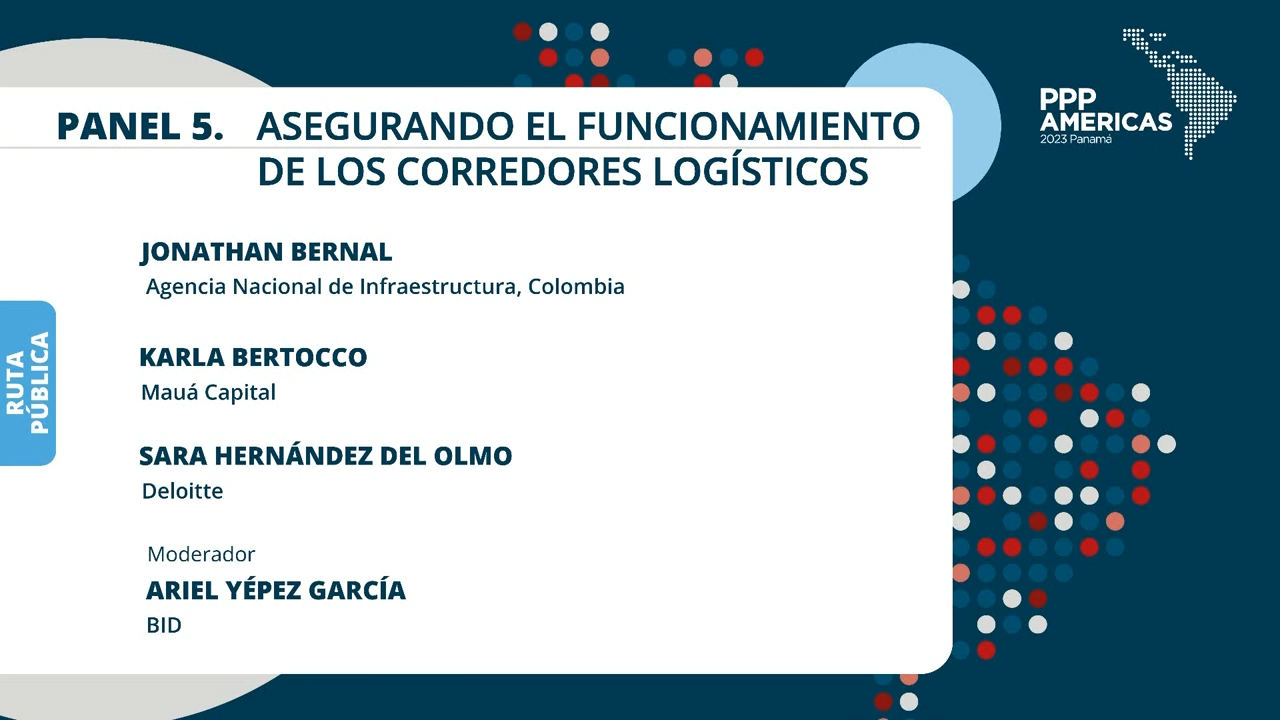 PANEL 5. ASEGURANDO EL FUNCIONAMIENTO
DE LOS CORREDORES LOGÍSTICOS
JONATHAN BERNAL
Agencia Nacional de Infraestructura, Colombia
KARLA BERTOCCO
Mauá Capital
SARA HERNÁNDEZ DEL OLMO
Deloitte
Moderador
ARIEL YÉPEZ GARCÍA
BID
RUTA
PÚBLICA
PPP
AMERICAS
2023 Panamá